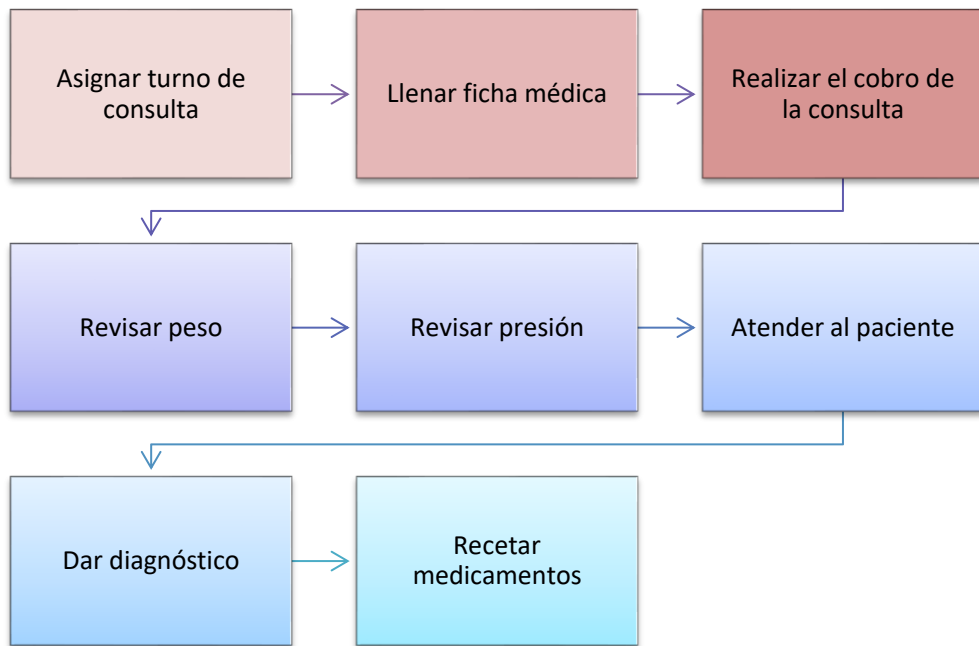 Asignar turno de
consulta
Llenar ficha médica
Realizar el cobro de
la consulta
Revisar peso
Revisar presión
Atender al paciente
Dar diagnóstico
Recetar
medicamentos